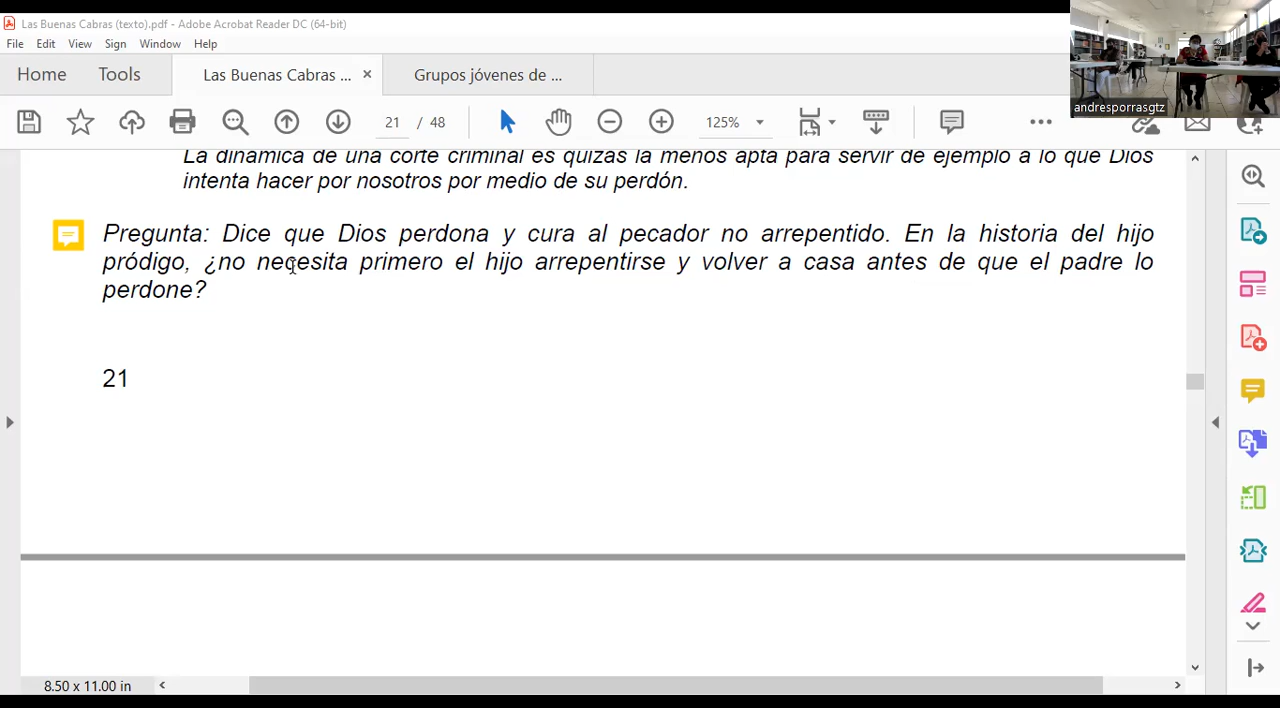 Las Buenas Cabras (texto).pdf - Adobe Acrobat Reader DC (64-bit)
File Edit View Sign Window Help
Home Tools Las Buenas Cabras ... × Grupos jóvenes de ...
21 / 48 125%
andresporrasgtz
La dinámica de una corte criminal es quizás la menos apta para servir de ejemplo a lo que Dios
intenta hacer por nosotros por medio de su perdón.
Pregunta: Dice que Dios perdona y cura al pecador no arrepentido. En la historia del hijo
pródigo, ¿no necesita primero el hijo arrepentirse y volver a casa antes de que el padre lo
perdone?
21
8.50 x 11.00 in